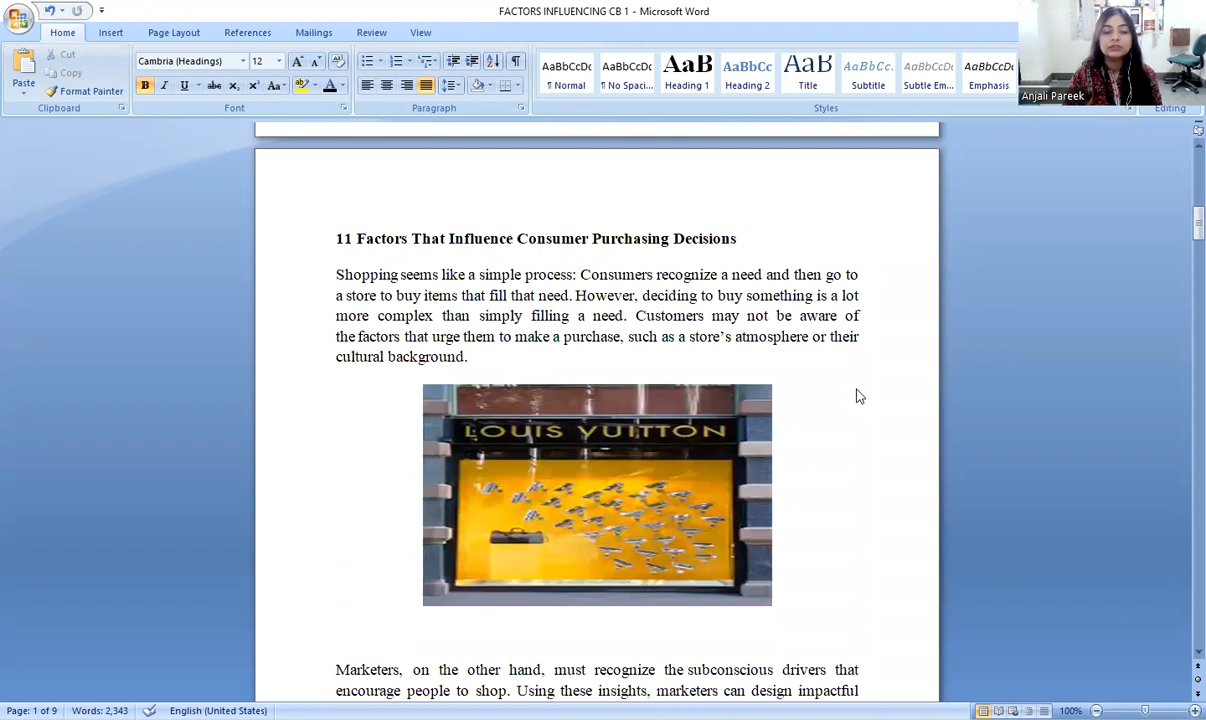 FACTORS INFLUENCING CB 1 - Microsoft Word
Home Insert Page Layout References Mailings Review View
Cut
Copy
Format Painter
Paste
Clipboard
Cambria (Headings) 12
Font
Paragraph
AaBbCcDc AaBbCcDc AaB AaBbCc AaB AaBbCc. AaBbCcDc AaBbCcDc
¶ Normal ¶ No Spaci... Heading 1 Heading 2 Title Subtitle Subtle Em... Emphasis
Styles
Editing
Anjali Pareek
11 Factors That Influence Consumer Purchasing Decisions
Shopping seems like a simple process: Consumers recognize a need and then go to
a store to buy items that fill that need. However, deciding to buy something is a lot
more complex than simply filling a need. Customers may not be aware of
the factors that urge them to make a purchase, such as a store’s atmosphere or their
cultural background.
LOUIS VUITTON
Marketers, on the other hand, must recognize the subconscious drivers that
encourage people to shop. Using these insights, marketers can design impactful
Page: 1 of 9 Words: 2,343 English (United States) 100%